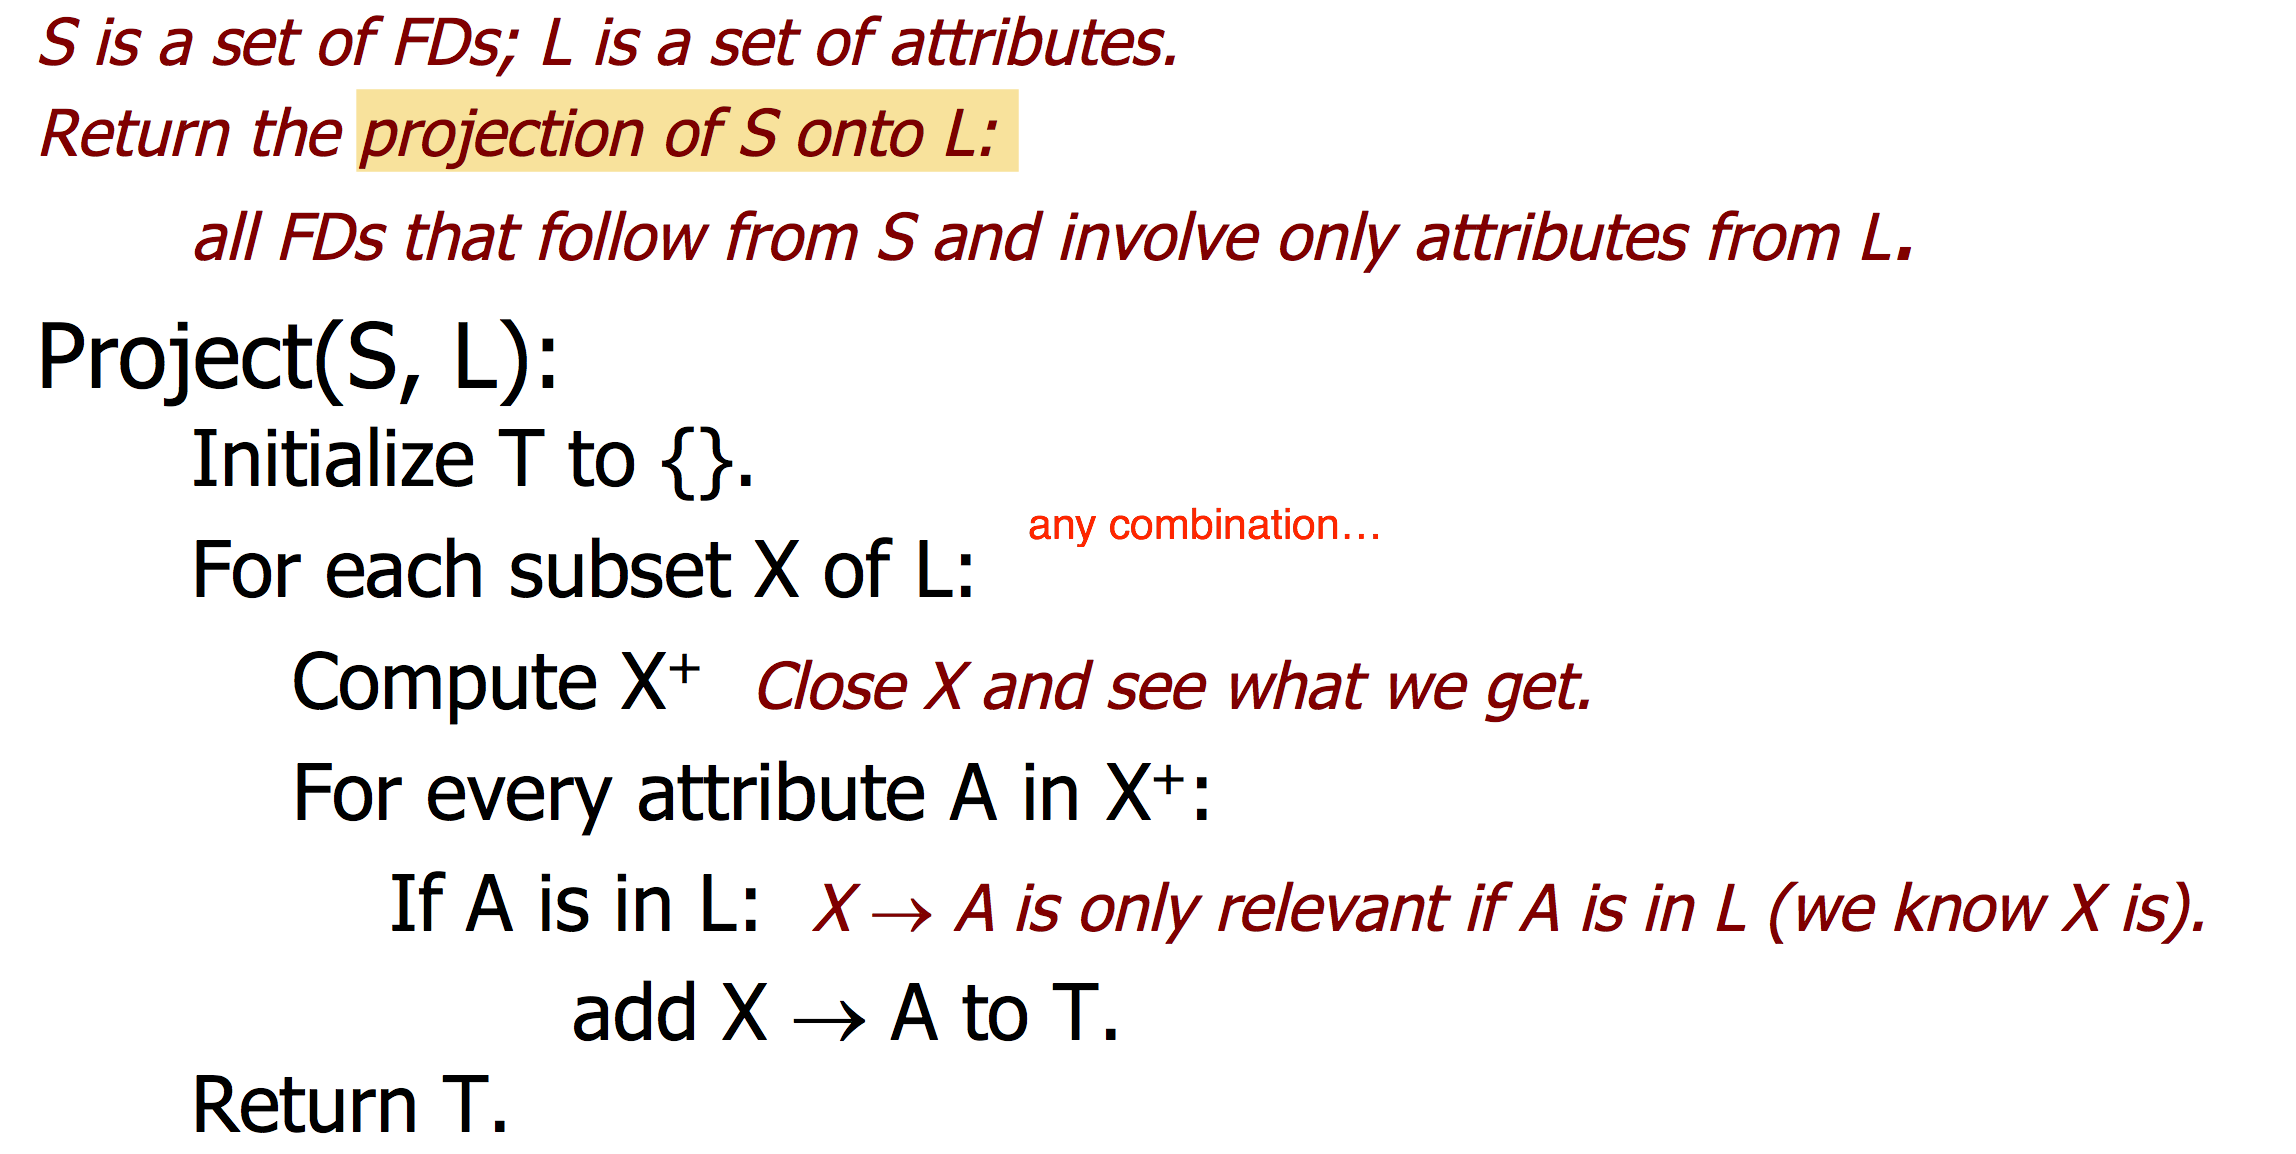 S is a set of FDs; L is a set of attributes.
Return the projection of S onto L:
all FDs that follow from S and involve only attributes from L.
Project(S, L):
Initialize T to {}.
any combination...
For each subset X of L:
Compute X⁺ Close X and see what we get.
For every attribute A in X⁺:
If A is in L: X → A is only relevant if A is in L (we know X is).
add X → A to T.
Return T.